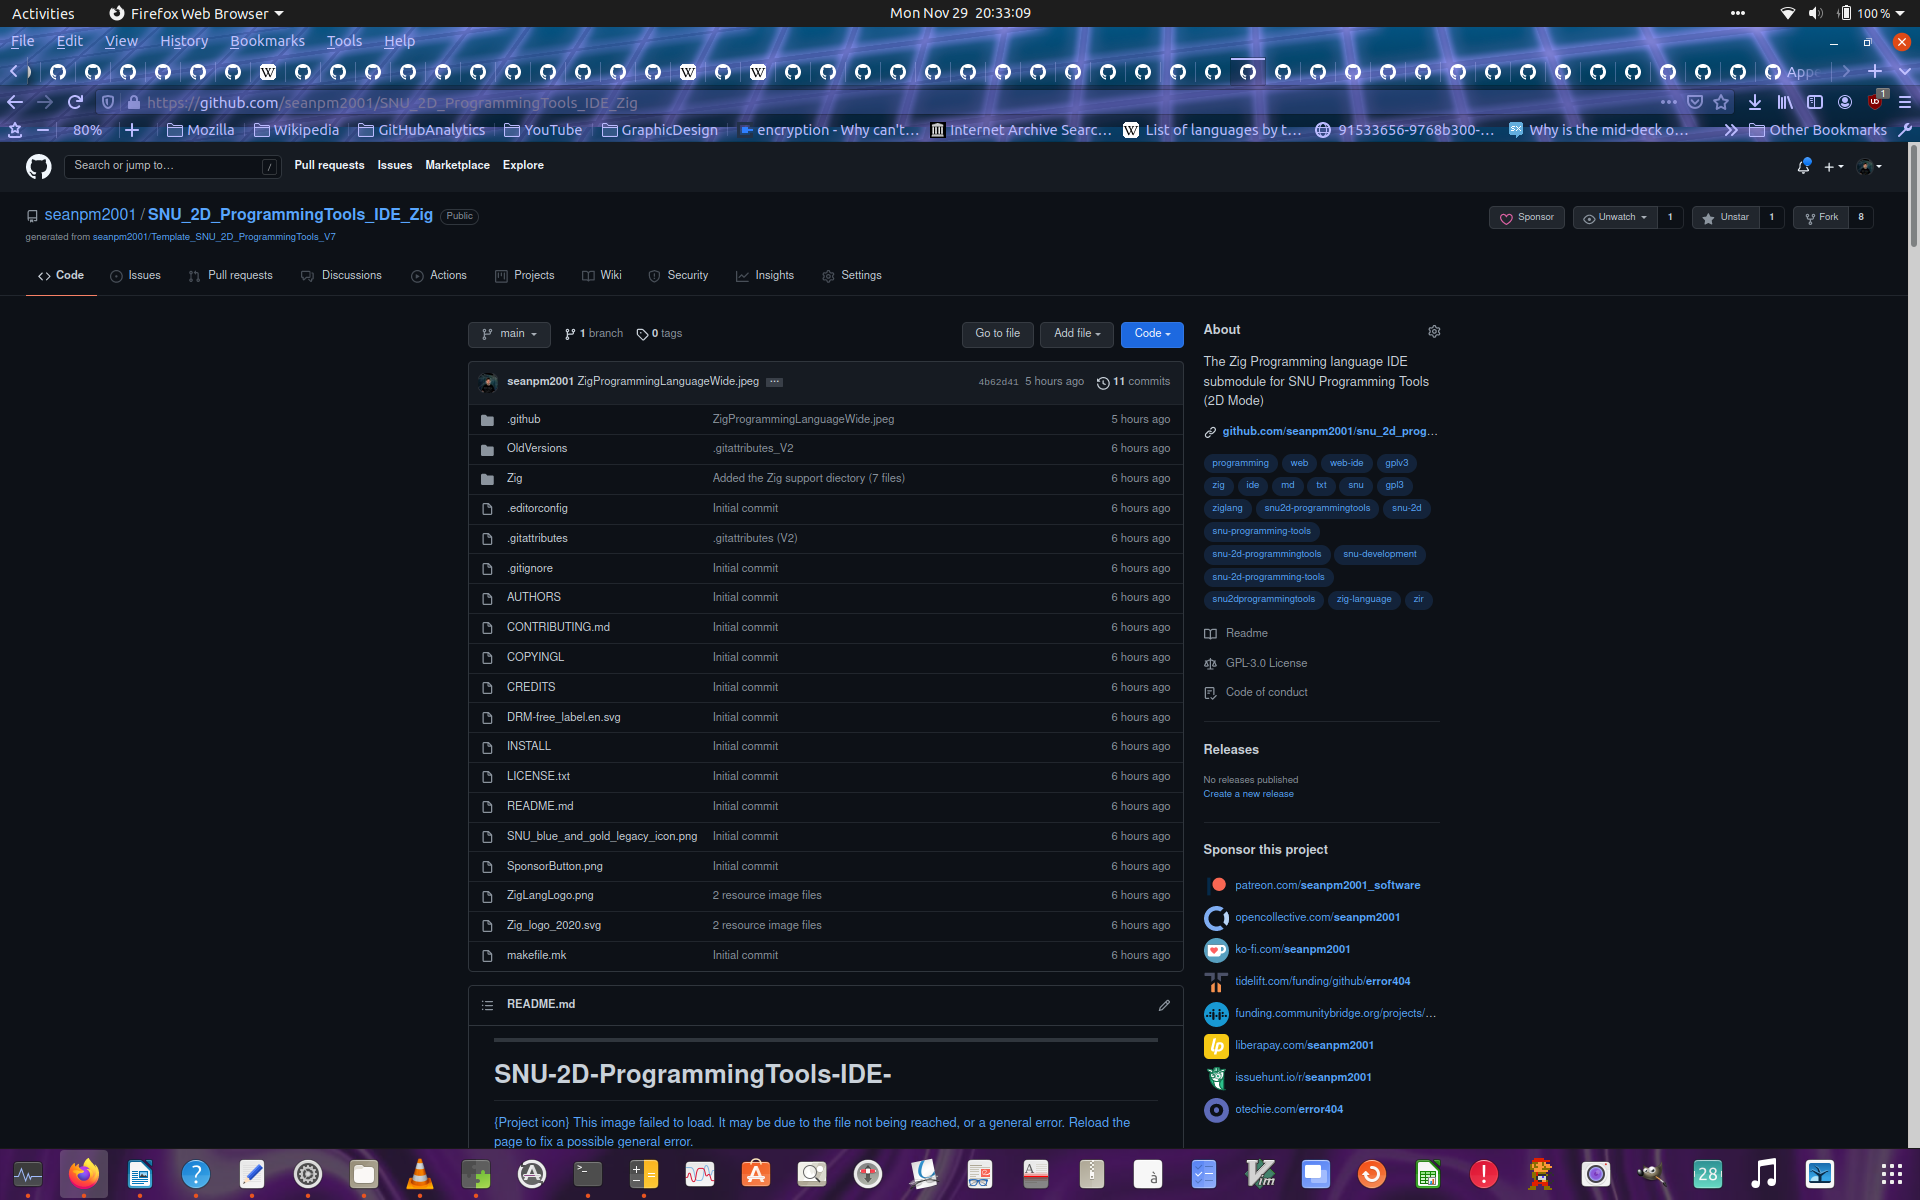 Activities Firefox Web Browser Mon Nov 29 20:33:09 100 %
File Edit View History Bookmarks Tools Help
https://github.com/seanpm2001/SNU_2D_ProgrammingTools_IDE_Zig
80% Mozilla Wikipedia GitHubAnalytics YouTube GraphicDesign encryption - Why can't... Internet Archive Searc... List of languages by t... 91533656-9768b300-... Why is the mid-deck o... Other Bookmarks
Search or jump to... / Pull requests Issues Marketplace Explore
seanpm2001 / SNU_2D_ProgrammingTools_IDE_Zig Public Sponsor Unwatch 1 Unstar 1 Fork 8
generated from seanpm2001/Template_SNU_2D_ProgrammingTools_V7
Code Issues Pull requests Discussions Actions Projects Wiki Security Insights Settings
main 1 branch 0 tags Go to file Add file Code
seanpm2001 ZigProgrammingLanguageWide.jpeg 4b62d41 5 hours ago 11 commits
.github ZigProgrammingLanguageWide.jpeg 5 hours ago
OldVersions .gitattributes_V2 6 hours ago
Zig Added the Zig support diectory (7 files) 6 hours ago
.editorconfig Initial commit 6 hours ago
.gitattributes .gitattributes (V2) 6 hours ago
.gitignore Initial commit 6 hours ago
AUTHORS Initial commit 6 hours ago
CONTRIBUTING.md Initial commit 6 hours ago
COPYINGL Initial commit 6 hours ago
CREDITS Initial commit 6 hours ago
DRM-free_label.en.svg Initial commit 6 hours ago
INSTALL Initial commit 6 hours ago
LICENSE.txt Initial commit 6 hours ago
README.md Initial commit 6 hours ago
SNU_blue_and_gold_legacy_icon.png Initial commit 6 hours ago
SponsorButton.png Initial commit 6 hours ago
ZigLangLogo.png 2 resource image files 6 hours ago
Zig_logo_2020.svg 2 resource image files 6 hours ago
makefile.mk Initial commit 6 hours ago
README.md
SNU-2D-ProgrammingTools-IDE-
{Project icon} This image failed to load. It may be due to the file not being reached, or a general error. Reload the
page to fix a possible general error.
About
The Zig Programming language IDE
submodule for SNU Programming Tools
(2D Mode)
github.com/seanpm2001/snu_2d_prog...
programming web web-ide gplv3
zig ide md txt snu gpl3
ziglang snu2d-programmingtools snu-2d
snu-programming-tools
snu-2d-programmingtools snu-development
snu-2d-programming-tools
snu2dprogrammingtools zig-language zir
Readme
GPL-3.0 License
Code of conduct
Releases
No releases published
Create a new release
Sponsor this project
patreon.com/seanpm2001_software
opencollective.com/seanpm2001
ko-fi.com/seanpm2001
tidelift.com/funding/github/error404
funding.communitybridge.org/projects/...
liberapay.com/seanpm2001
issuehunt.io/r/seanpm2001
otechie.com/error404
28